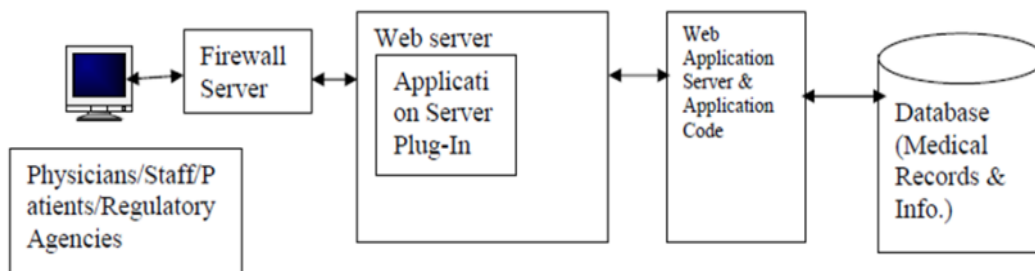 Firewall
Server
Web server
Applicati
on Server
Plug-In
Web
Application
Server &
Application
Code
Database
(Medical
Records &
Info.)
Physicians/Staff/P
atients/Regulatory
Agencies